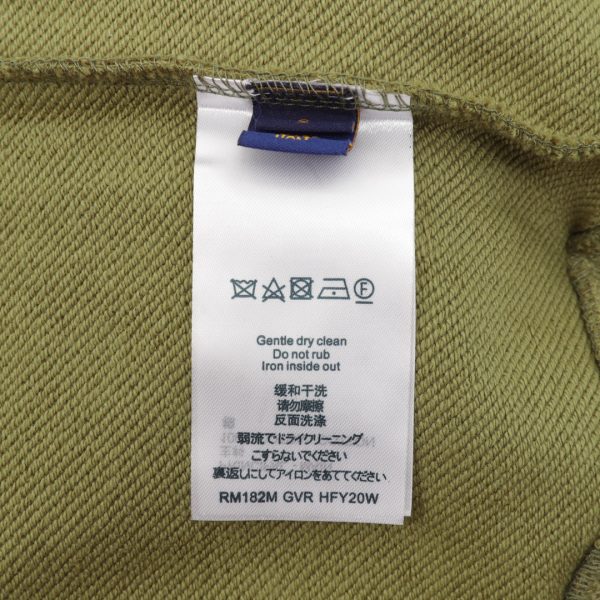 F
Gentle dry clean
Do not rub
Iron inside out
缓和干洗
请勿摩擦
反面洗涤
弱流でドライクリーニング
こすらないでください
裏返しにしてアイロンをあててください
RM182M GVR HFY20W